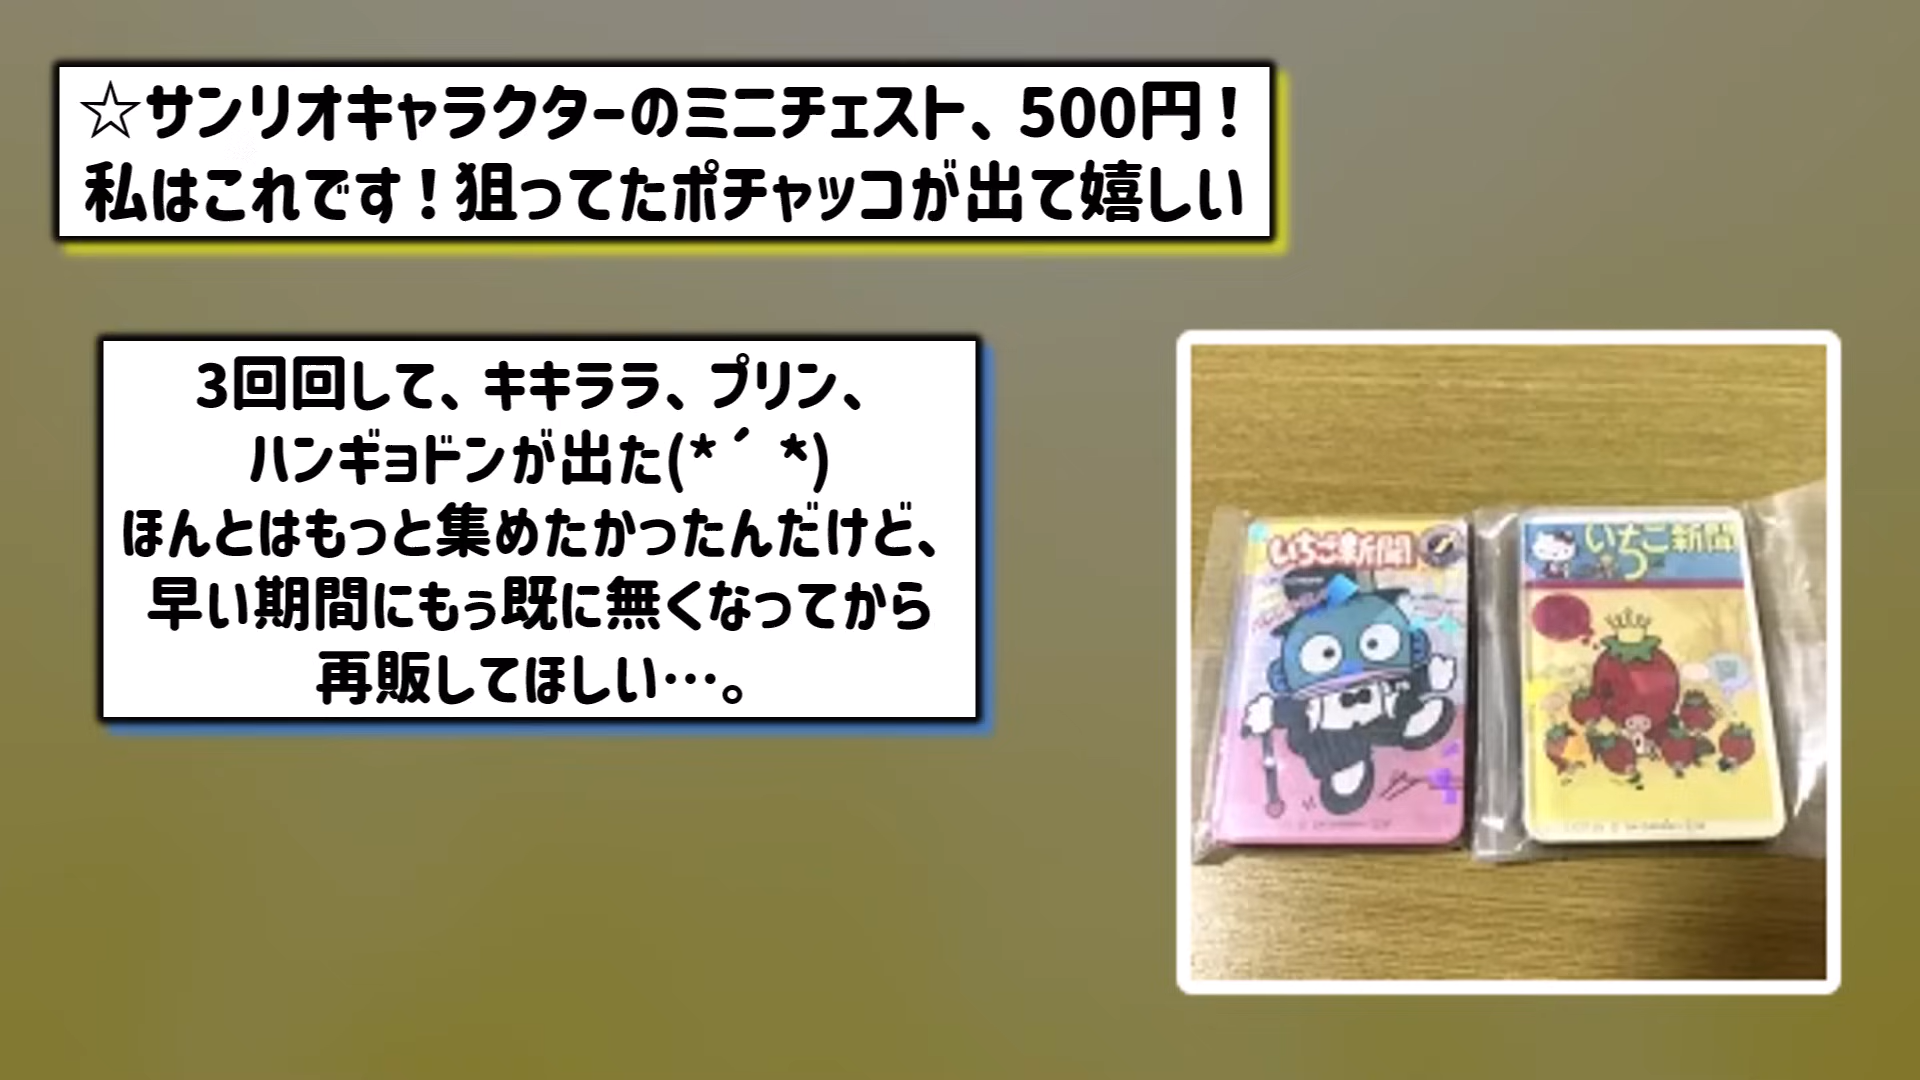 ☆サンリオキャラクターのミニチェスト、500円！
私はこれです！狙ってたポチャッコが出て嬉しい
3回回して、キキララ、プリン、
ハンギョドンが出た(*´ *)
ほんとはもっと集めたかったんだけど、
早い期間にもぅ既に無くなってから
再販してほしい…。
いちご新聞
いちご新聞